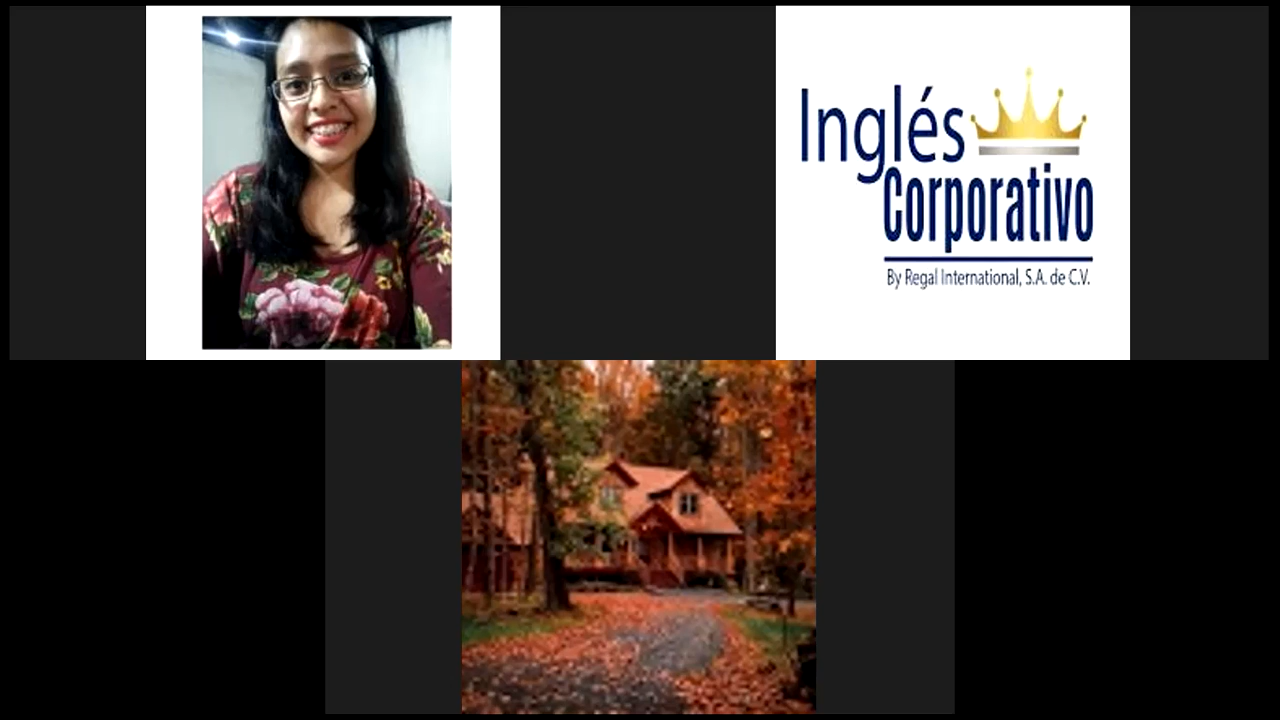 Inglés
Corporativo
By Regal International, S.A. de C.V.